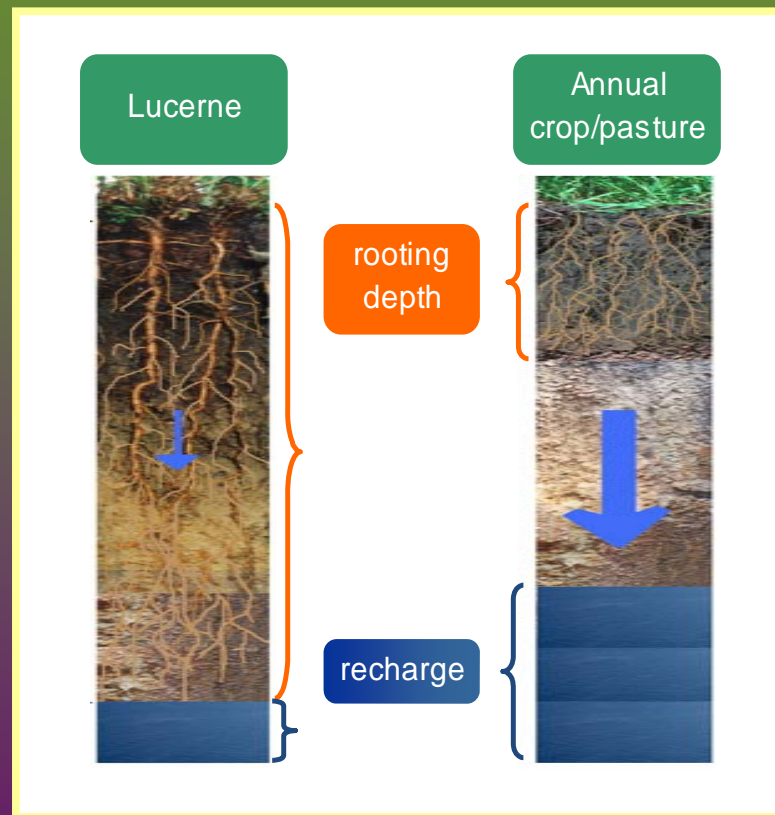 Lucerne
Annual
crop/pasture
rooting
depth
recharge